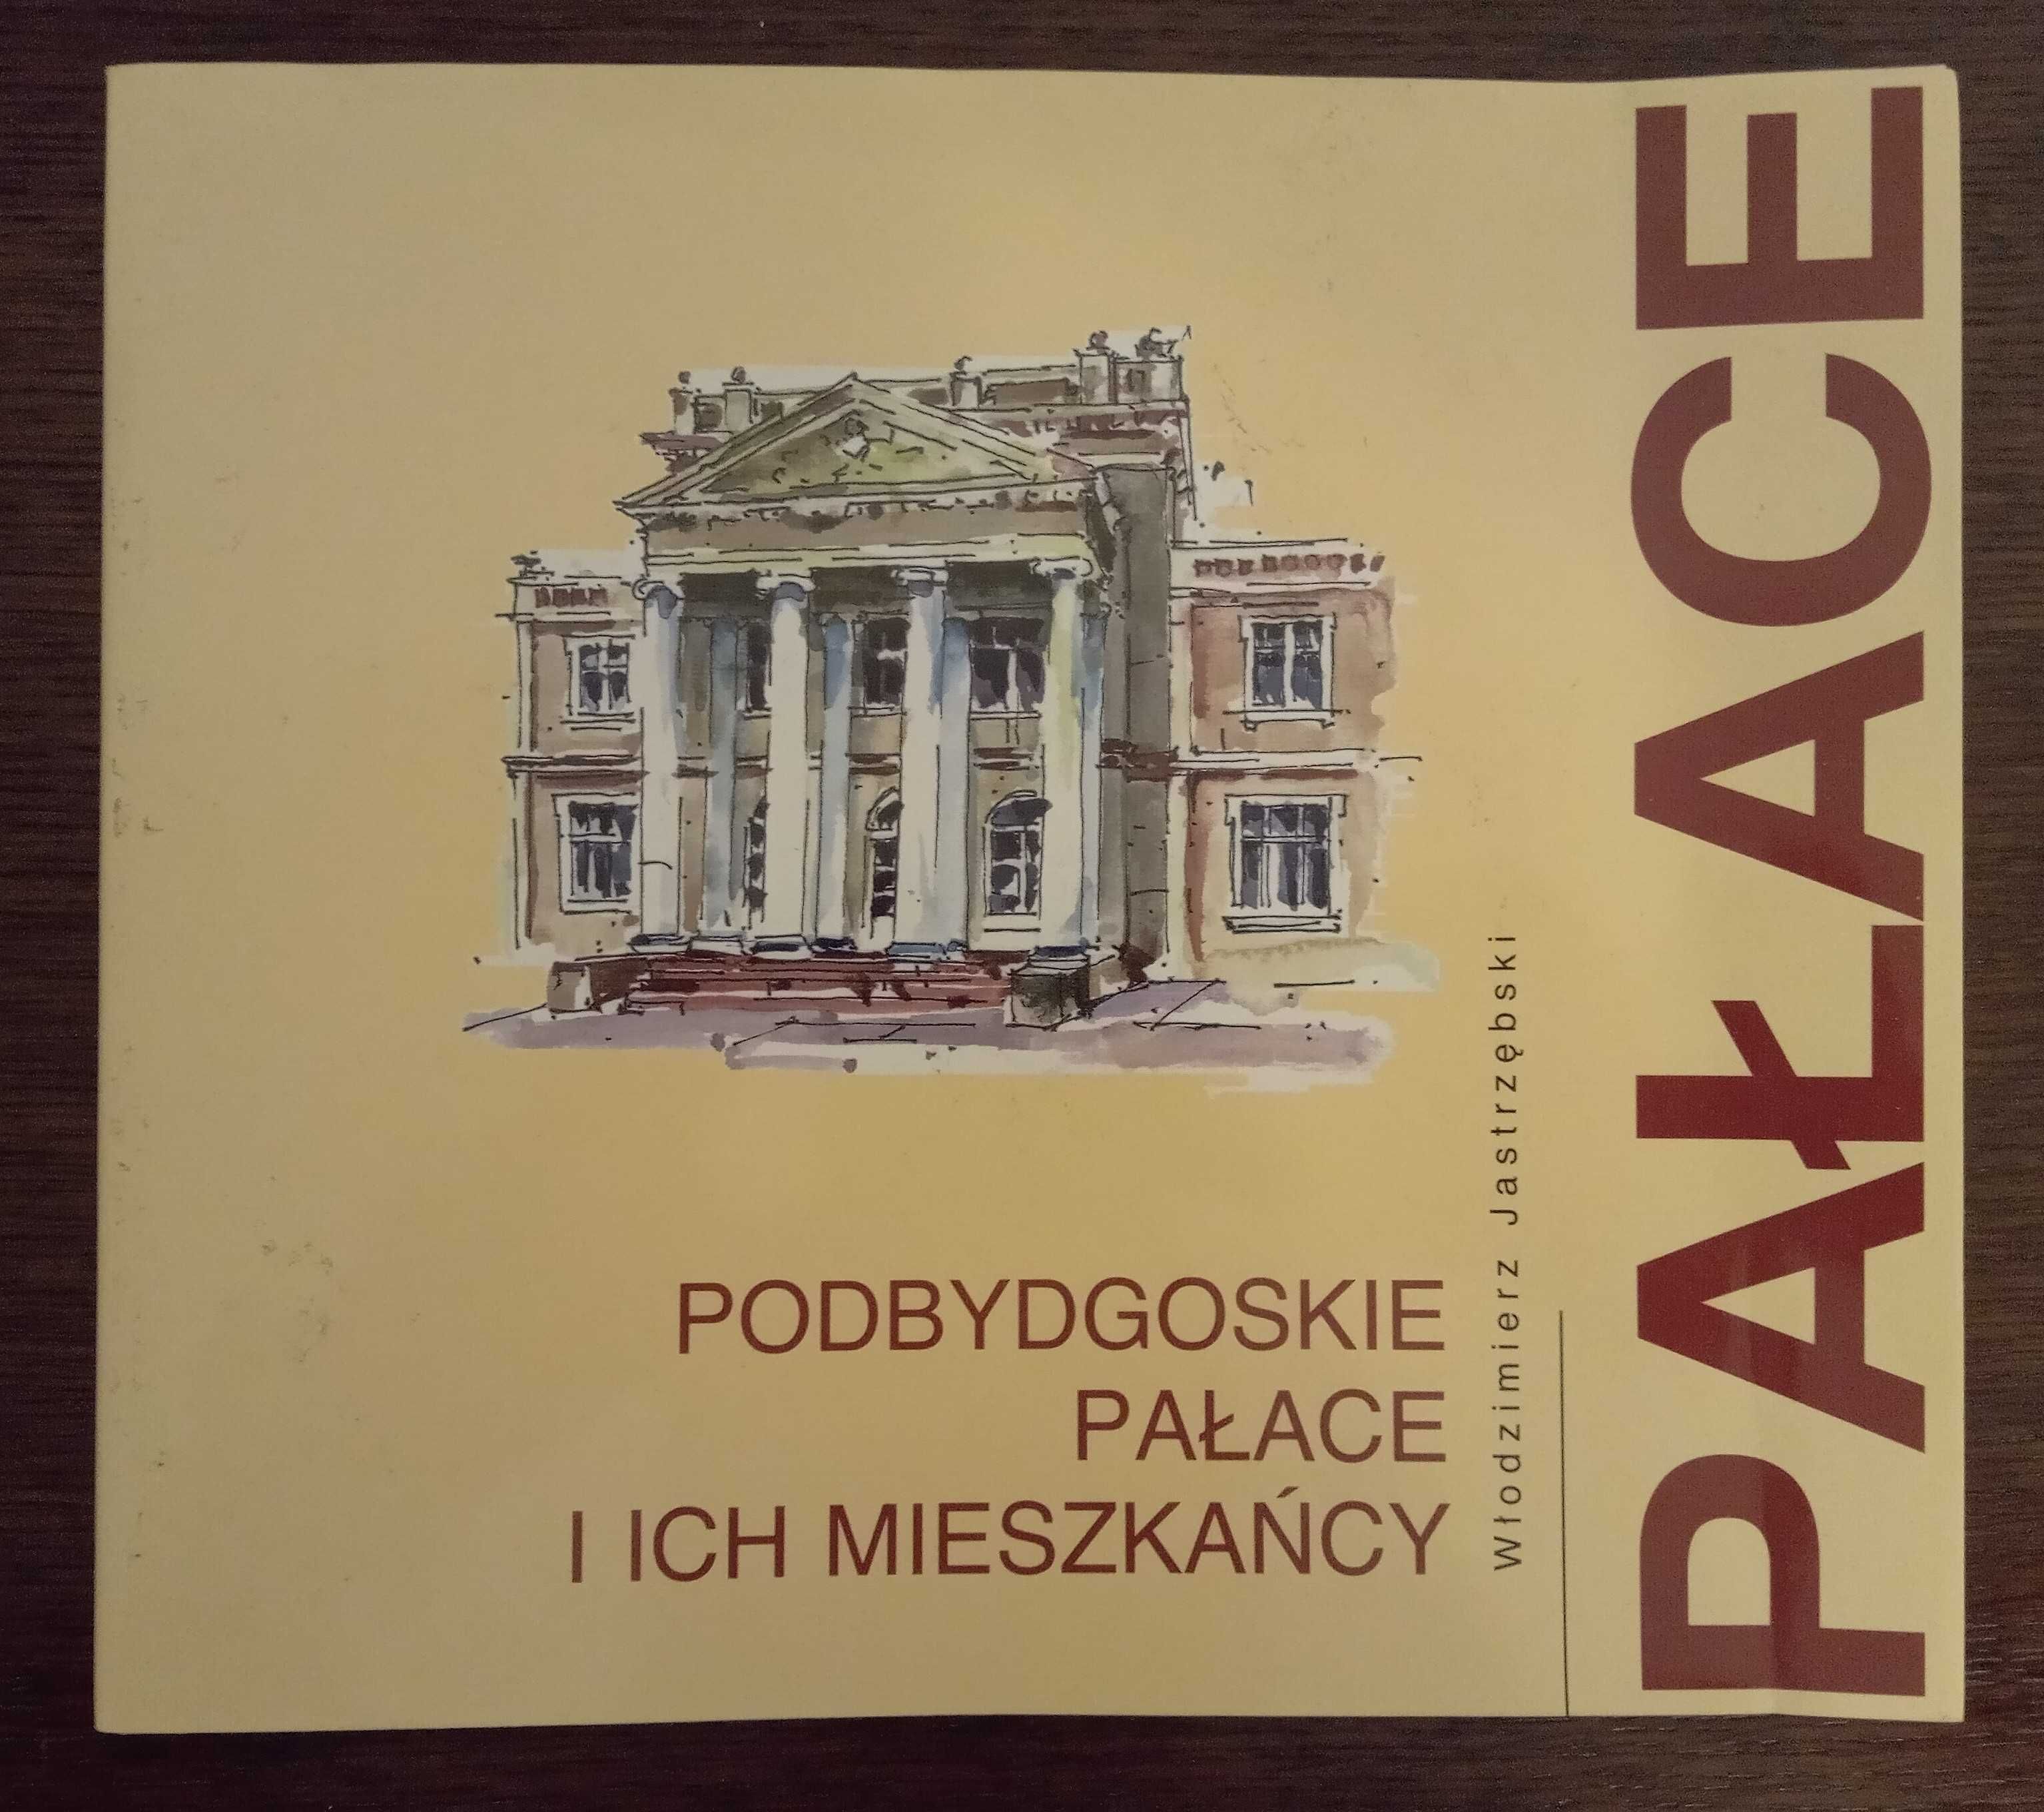 PODBYDGOSKIE
PAŁACE
I ICH MIESZKAŃCY
Włodzimierz Jastrzębski
PAŁACE